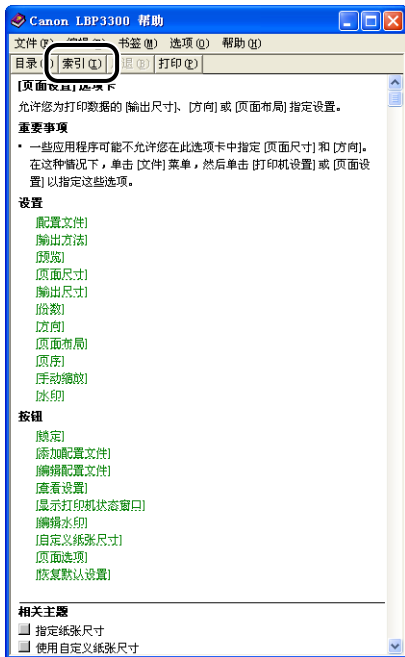 Canon LBP3300 帮助
文件(F) 编辑(E) 书签(M) 选项(O) 帮助(H)
目录( 索引(I) 退(B) 打印(P)
[页面设置]选项卡
允许您为打印数据的 [输出尺寸]、[方向] 或 [页面布局] 指定设置。
重要事项
• 一些应用程序可能不允许您在此选项卡中指定 [页面尺寸] 和 [方向]。
在这种情况下，单击 [文件] 菜单，然后单击 [打印机设置] 或 [页面设
置] 以指定这些选项。
设置
[配置文件]
[输出方法]
[预览]
[页面尺寸]
[输出尺寸]
[份数]
[方向]
[页面布局]
[页序]
[手动缩放]
[水印]
按钮
[锁定]
[添加配置文件]
[编辑配置文件]
[查看设置]
[显示打印机状态窗口]
[编辑水印]
[自定义纸张尺寸]
[页面选项]
[恢复默认设置]
相关主题
指定纸张尺寸
使用自定义纸张尺寸